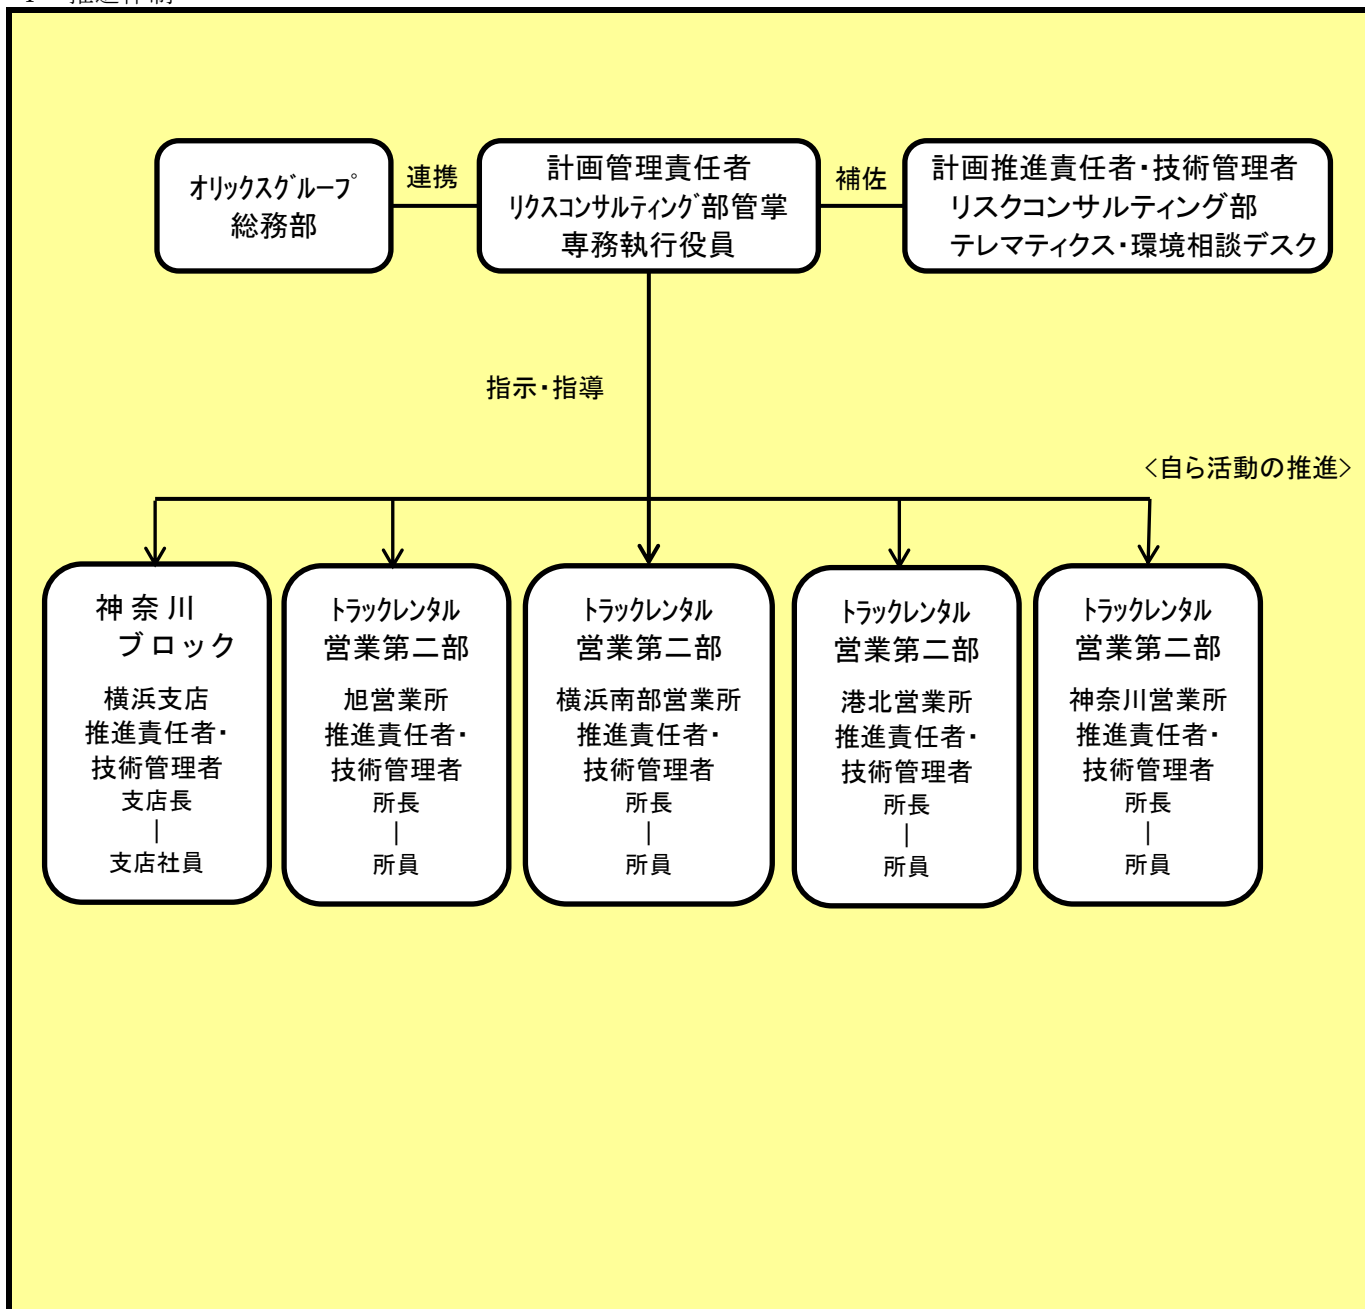 オリックスグループ
総務部
連携
計画管理責任者
リクスコンサルティング部管掌
専務執行役員
補佐
計画推進責任者・技術管理者
リスクコンサルティング部
テレマティクス・環境相談デスク
指示・指導
<自ら活動の推進>
神奈川
ブロック
横浜支店
推進責任者・
技術管理者
支店長
|
支店社員
トラックレンタル
営業第二部
旭営業所
推進責任者・
技術管理者
所長
|
所員
トラックレンタル
営業第二部
横浜南部営業所
推進責任者・
技術管理者
所長
|
所員
トラックレンタル
営業第二部
港北営業所
推進責任者・
技術管理者
所長
|
所員
トラックレンタル
営業第二部
神奈川営業所
推進責任者・
技術管理者
所長
|
所員